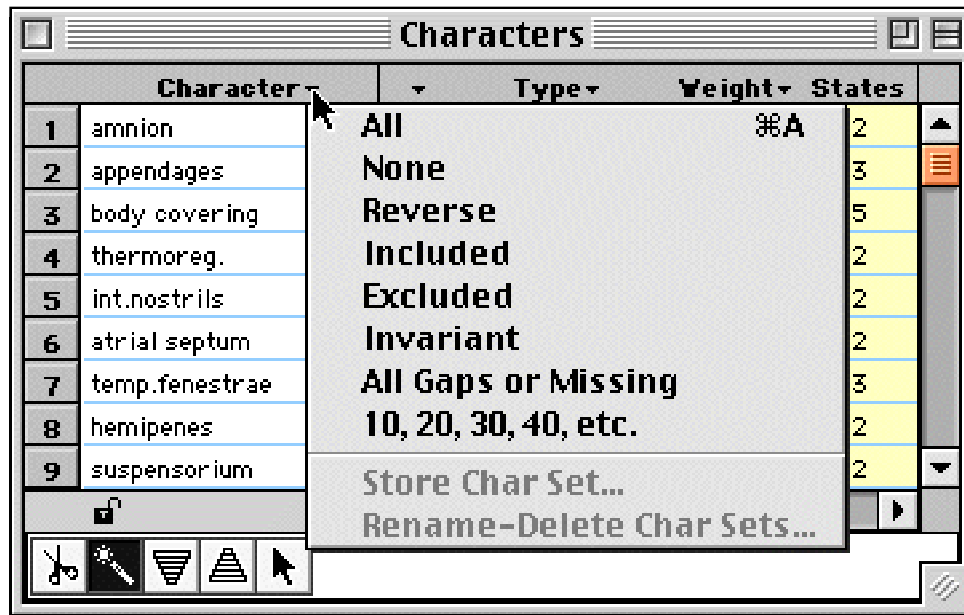 Characters
Character Type Weight States
1 amnion All ⌘A 2
2 appendages None 3
3 body covering Reverse 5
4 thermoreg. Included 2
5 int.nostrils Excluded 2
6 atrial septum Invariant 2
7 temp.fenestrae All Gaps or Missing 3
8 hemipenes 10, 20, 30, 40, etc. 2
9 suspensorium 2
Store Char Set...
Rename-Delete Char Sets...